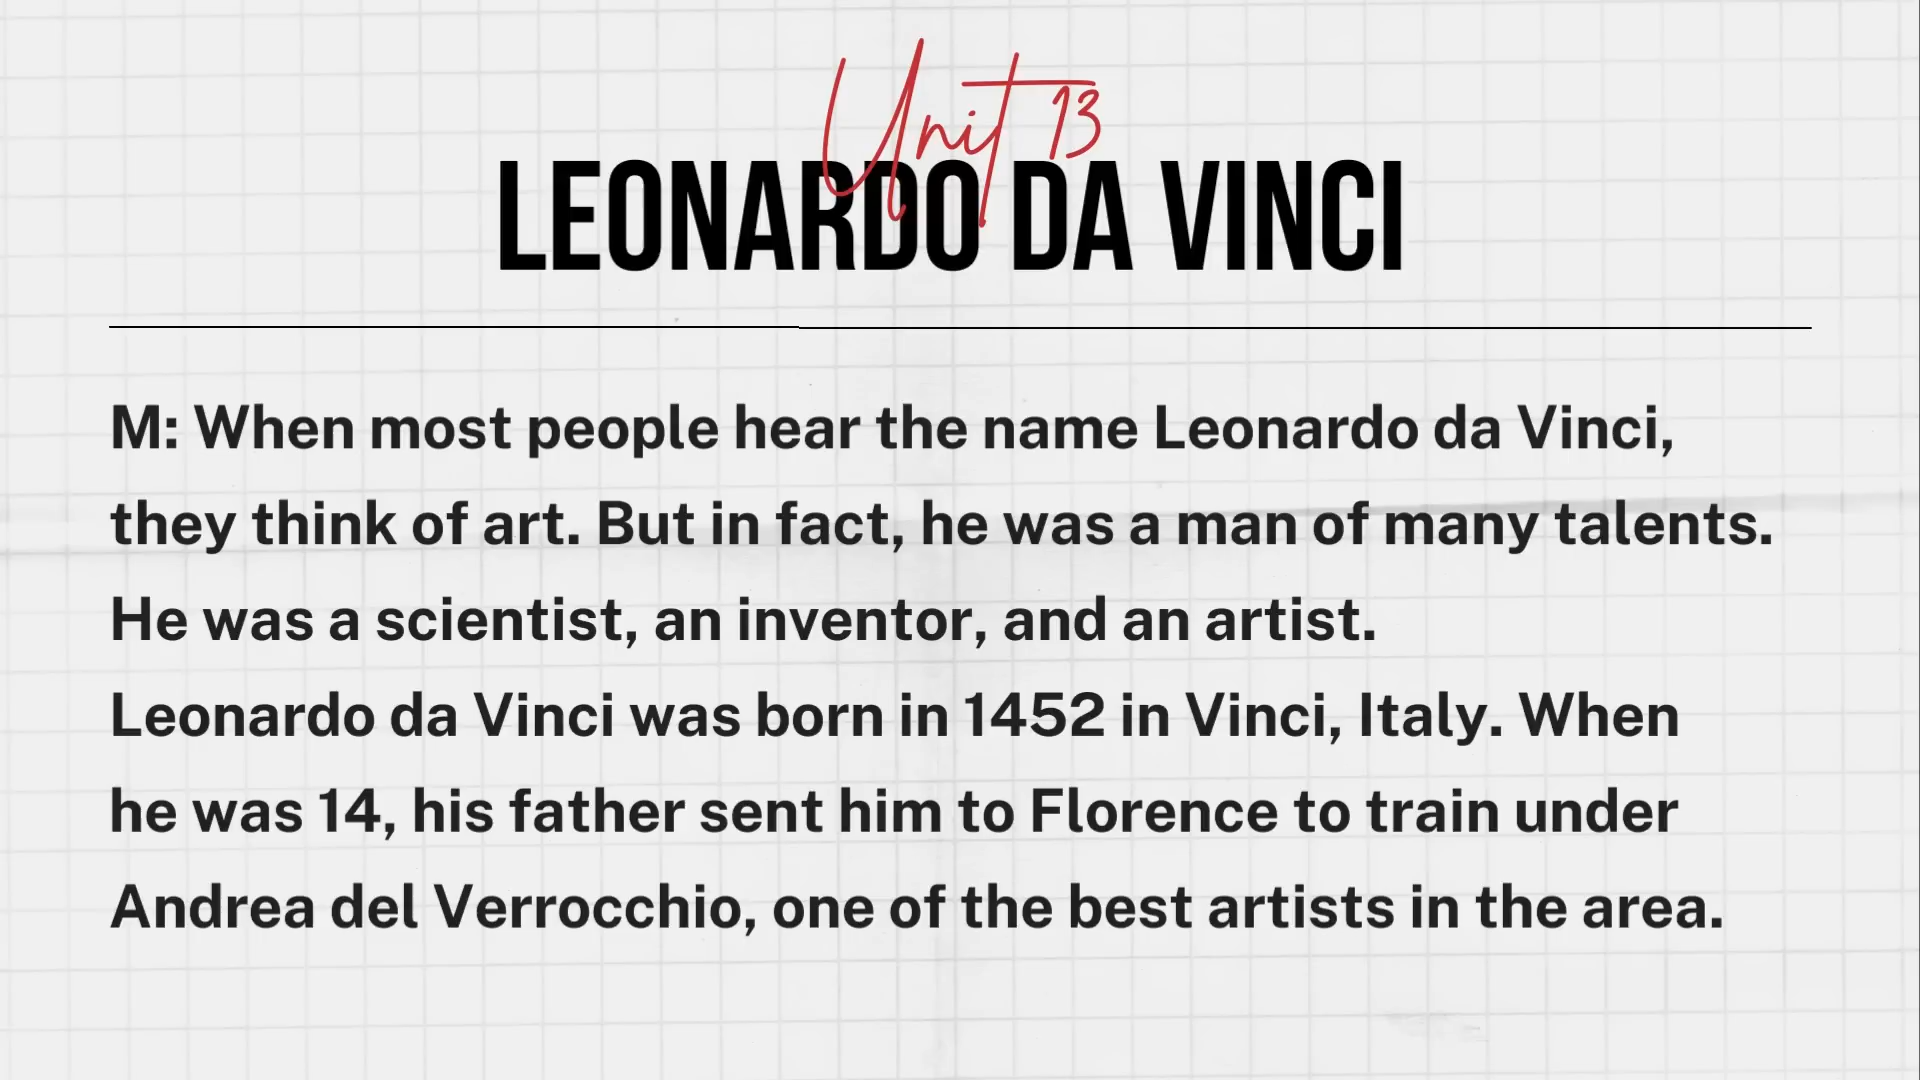 Unit 13
LEONARDO DA VINCI
M: When most people hear the name Leonardo da Vinci,
they think of art. But in fact, he was a man of many talents.
He was a scientist, an inventor, and an artist.
Leonardo da Vinci was born in 1452 in Vinci, Italy. When
he was 14, his father sent him to Florence to train under
Andrea del Verrocchio, one of the best artists in the area.